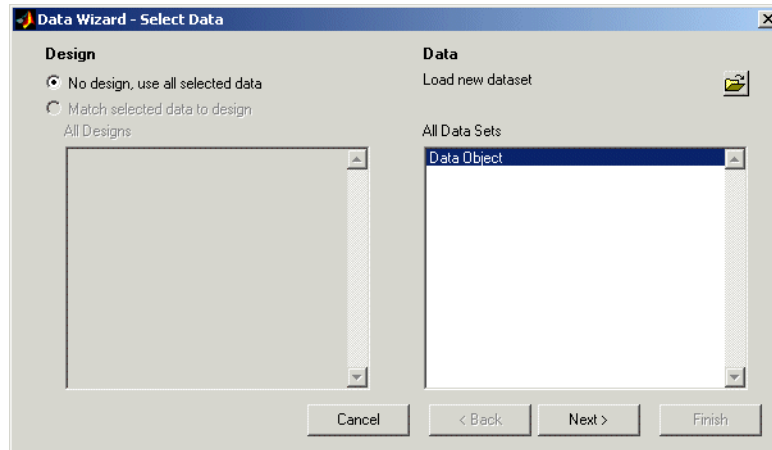 Data Wizard - Select Data
Design
No design, use all selected data
Match selected data to design
All Designs
Data
Load new dataset
All Data Sets
Data Object
Cancel
< Back
Next >
Finish